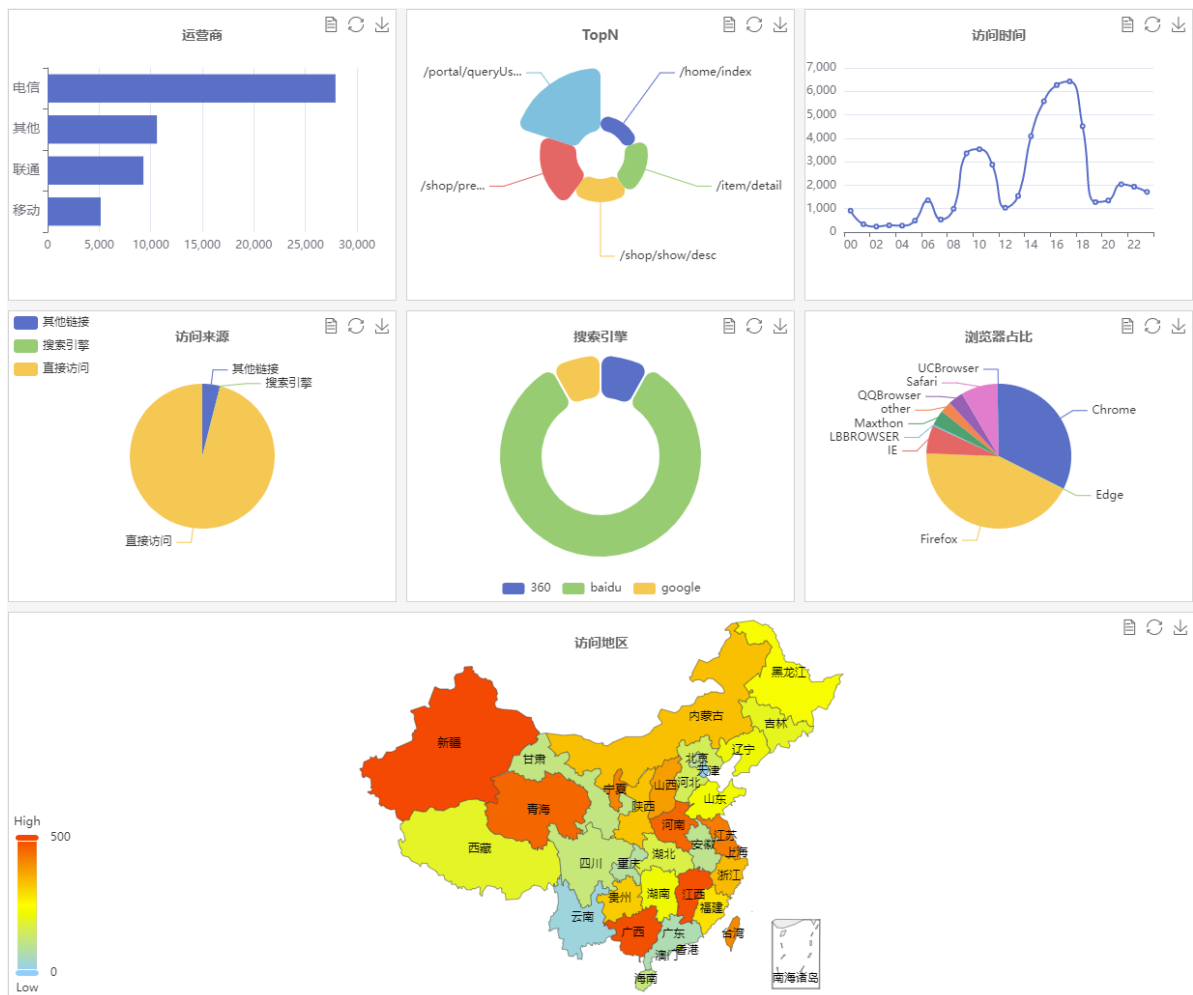 运营商
电信
其他
联通
移动
0 5,000 10,000 15,000 20,000 25,000 30,000
TopN
/portal/queryUs...
/home/index
/shop/pre...
/item/detail
/shop/show/desc
访问时间
7,000
6,000
5,000
4,000
3,000
2,000
1,000
0
00 02 04 06 08 10 12 14 16 18 20 22
其他链接
搜索引擎
直接访问
访问来源
其他链接
搜索引擎
直接访问
搜索引擎
360 baidu google
浏览器占比
UCBrowser
Safari
QQBrowser
other
Maxthon
LBBROWSER
IE
Chrome
Edge
Firefox
访问地区
黑龙江
内蒙古
吉林
新疆
辽宁
甘肃
北京
天津
宁夏
山西
河北
青海
陕西
山东
河南
江苏
西藏
安徽
上海
湖北
四川
重庆
浙江
贵州
湖南
江西
福建
云南
广西
广东
台湾
香港
澳门
海南
南海诸岛
High
500
0
Low